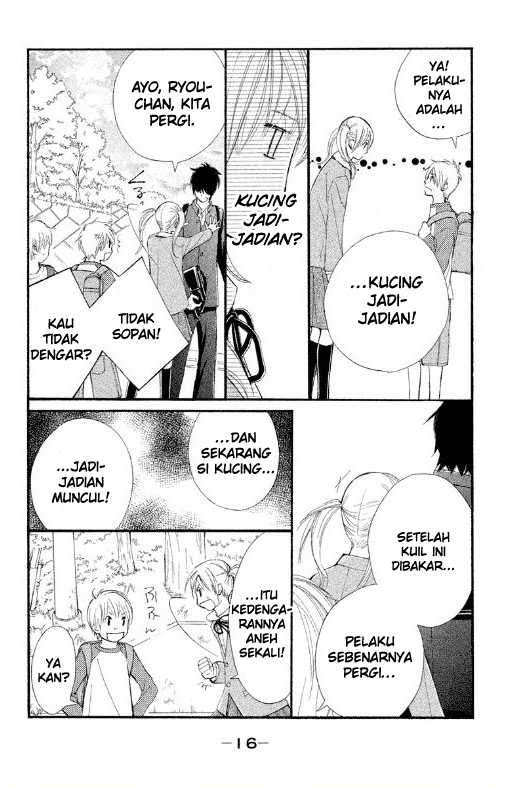 YA!
PELAKU-
NYA
ADALAH
...
...KUCING
JADI-
JADIAN!
KUCING
JADI-
JADIAN?
AYO, RYOU-
CHAN, KITA
PERGI.
TIDAK
SOPAN!
KAU
TIDAK
DENGAR?
SETELAH
KUIL INI
DIBAKAR...
PELAKU
SEBENARNYA
PERGI...
...DAN
SEKARANG
SI KUCING...
...JADI-
JADIAN
MUNCUL!
...ITU
KEDENGA-
RANNYA
ANEH
SEKALI!
YA
KAN?
-16-